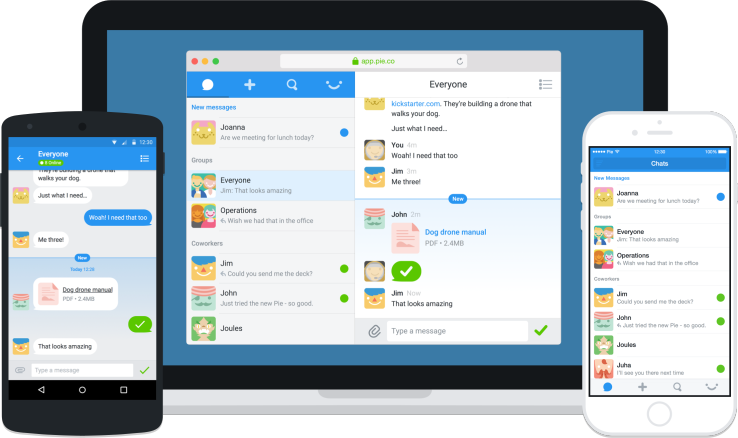 12:30
Everyone
9 Online
They're building a drone that
walks your dog.
Just what I need...
Woah! I need that too
Me three!
New
Today 12:30
Dog drone manual
PDF • 2.4MB
That looks amazing
Type a message
app.pie.co
New messages
Joanna
Are we meeting for lunch today?
Groups
Everyone
Jim: That looks amazing
Operations
Wish we had that in the office
Coworkers
Jim
Could you send me the deck?
John
Just tried the new Pie - so good.
Joules
Everyone
kickstarter.com. They're building a drone that
walks your dog.
Just what I need...
You 4m
Woah! I need that too
Jim 3m
Me three!
New
John 2m
Dog drone manual
PDF • 2.4MB
Jim Now
That looks amazing
Type a message
Pie 12:30 100%
Chats
New Messages
Joanna
Are we meeting for lunch today?
Groups
Everyone
Jim: That looks amazing
Operations
Wish we had that in the office
Coworkers
Jim
Could you send me the deck?
John
Just tried the new Pie - so good.
Joules
Juha
I'll see you there next time